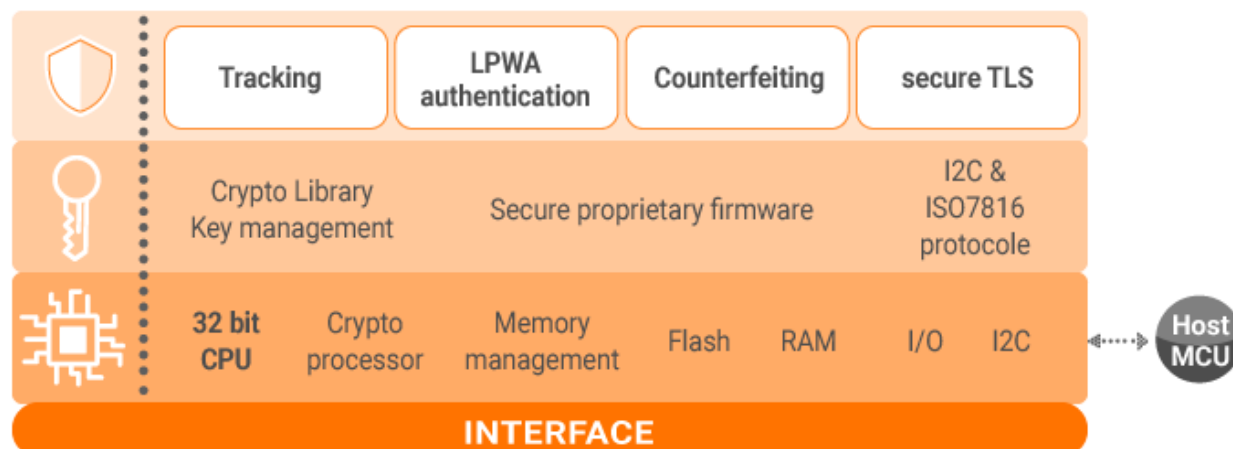 Tracking
LPWA
authentication
Counterfeiting
secure TLS
Crypto Library
Key management
Secure proprietary firmware
I2C &
ISO7816
protocole
32 bit
CPU
Crypto
processor
Memory
management
Flash
RAM
I/O
I2C
Host
MCU
INTERFACE